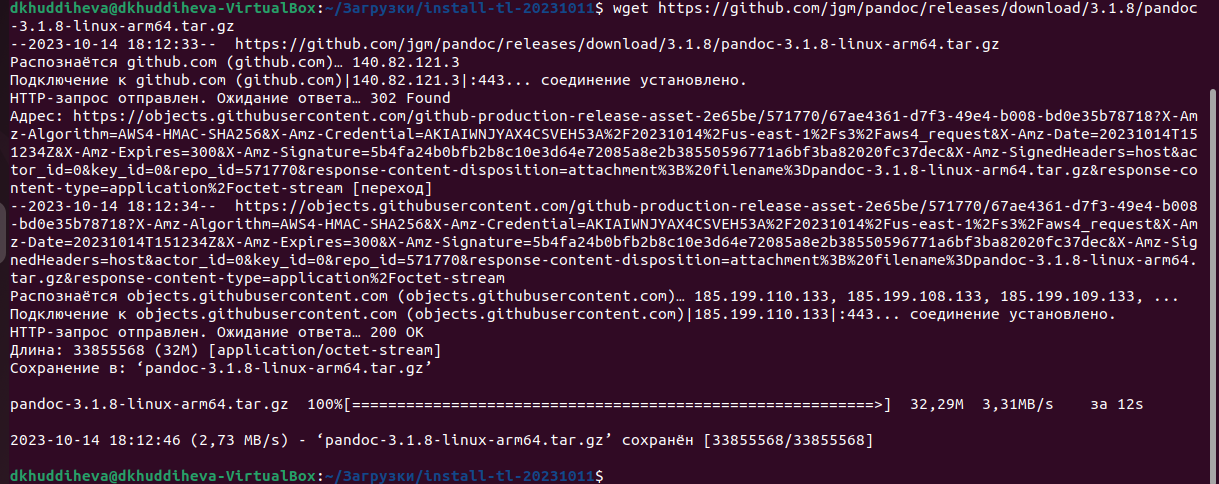 dkhuddiheva@dkhuddiheva-VirtualBox:~/Загрузки/install-tl-20231011$ wget https://github.com/jgm/pandoc/releases/download/3.1.8/pandoc
-3.1.8-linux-arm64.tar.gz
--2023-10-14 18:12:33--  https://github.com/jgm/pandoc/releases/download/3.1.8/pandoc-3.1.8-linux-arm64.tar.gz
Распознаётся github.com (github.com)… 140.82.121.3
Подключение к github.com (github.com)|140.82.121.3|:443... соединение установлено.
HTTP-запрос отправлен. Ожидание ответа… 302 Found
Адрес: https://objects.githubusercontent.com/github-production-release-asset-2e65be/571770/67ae4361-d7f3-49e4-b008-bd0e35b78718?X-Am
z-Algorithm=AWS4-HMAC-SHA256&X-Amz-Credential=AKIAIWNJYAX4CSVEH53A%2F20231014%2Fus-east-1%2Fs3%2Faws4_request&X-Amz-Date=20231014T15
1234Z&X-Amz-Expires=300&X-Amz-Signature=5b4fa24b0bfb2b8c10e3d64e72085a8e2b38550596771a6bf3ba82020fc37dec&X-Amz-SignedHeaders=host&ac
tor_id=0&key_id=0&repo_id=571770&response-content-disposition=attachment%3B%20filename%3Dpandoc-3.1.8-linux-arm64.tar.gz&response-co
ntent-type=application%2Foctet-stream [переход]
--2023-10-14 18:12:34--  https://objects.githubusercontent.com/github-production-release-asset-2e65be/571770/67ae4361-d7f3-49e4-b008
-bd0e35b78718?X-Amz-Algorithm=AWS4-HMAC-SHA256&X-Amz-Credential=AKIAIWNJYAX4CSVEH53A%2F20231014%2Fus-east-1%2Fs3%2Faws4_request&X-Am
z-Date=20231014T151234Z&X-Amz-Expires=300&X-Amz-Signature=5b4fa24b0bfb2b8c10e3d64e72085a8e2b38550596771a6bf3ba82020fc37dec&X-Amz-Sig
nedHeaders=host&actor_id=0&key_id=0&repo_id=571770&response-content-disposition=attachment%3B%20filename%3Dpandoc-3.1.8-linux-arm64.
tar.gz&response-content-type=application%2Foctet-stream
Распознаётся objects.githubusercontent.com (objects.githubusercontent.com)… 185.199.110.133, 185.199.108.133, 185.199.109.133, ...
Подключение к objects.githubusercontent.com (objects.githubusercontent.com)|185.199.110.133|:443... соединение установлено.
HTTP-запрос отправлен. Ожидание ответа… 200 OK
Длина: 33855568 (32M) [application/octet-stream]
Сохранение в: ‘pandoc-3.1.8-linux-arm64.tar.gz’
pandoc-3.1.8-linux-arm64.tar.gz  100%[==========================================================>]  32,29M  3,31MB/s    за 12s
2023-10-14 18:12:46 (2,73 MB/s) - ‘pandoc-3.1.8-linux-arm64.tar.gz’ сохранён [33855568/33855568]
dkhuddiheva@dkhuddiheva-VirtualBox:~/Загрузки/install-tl-20231011$